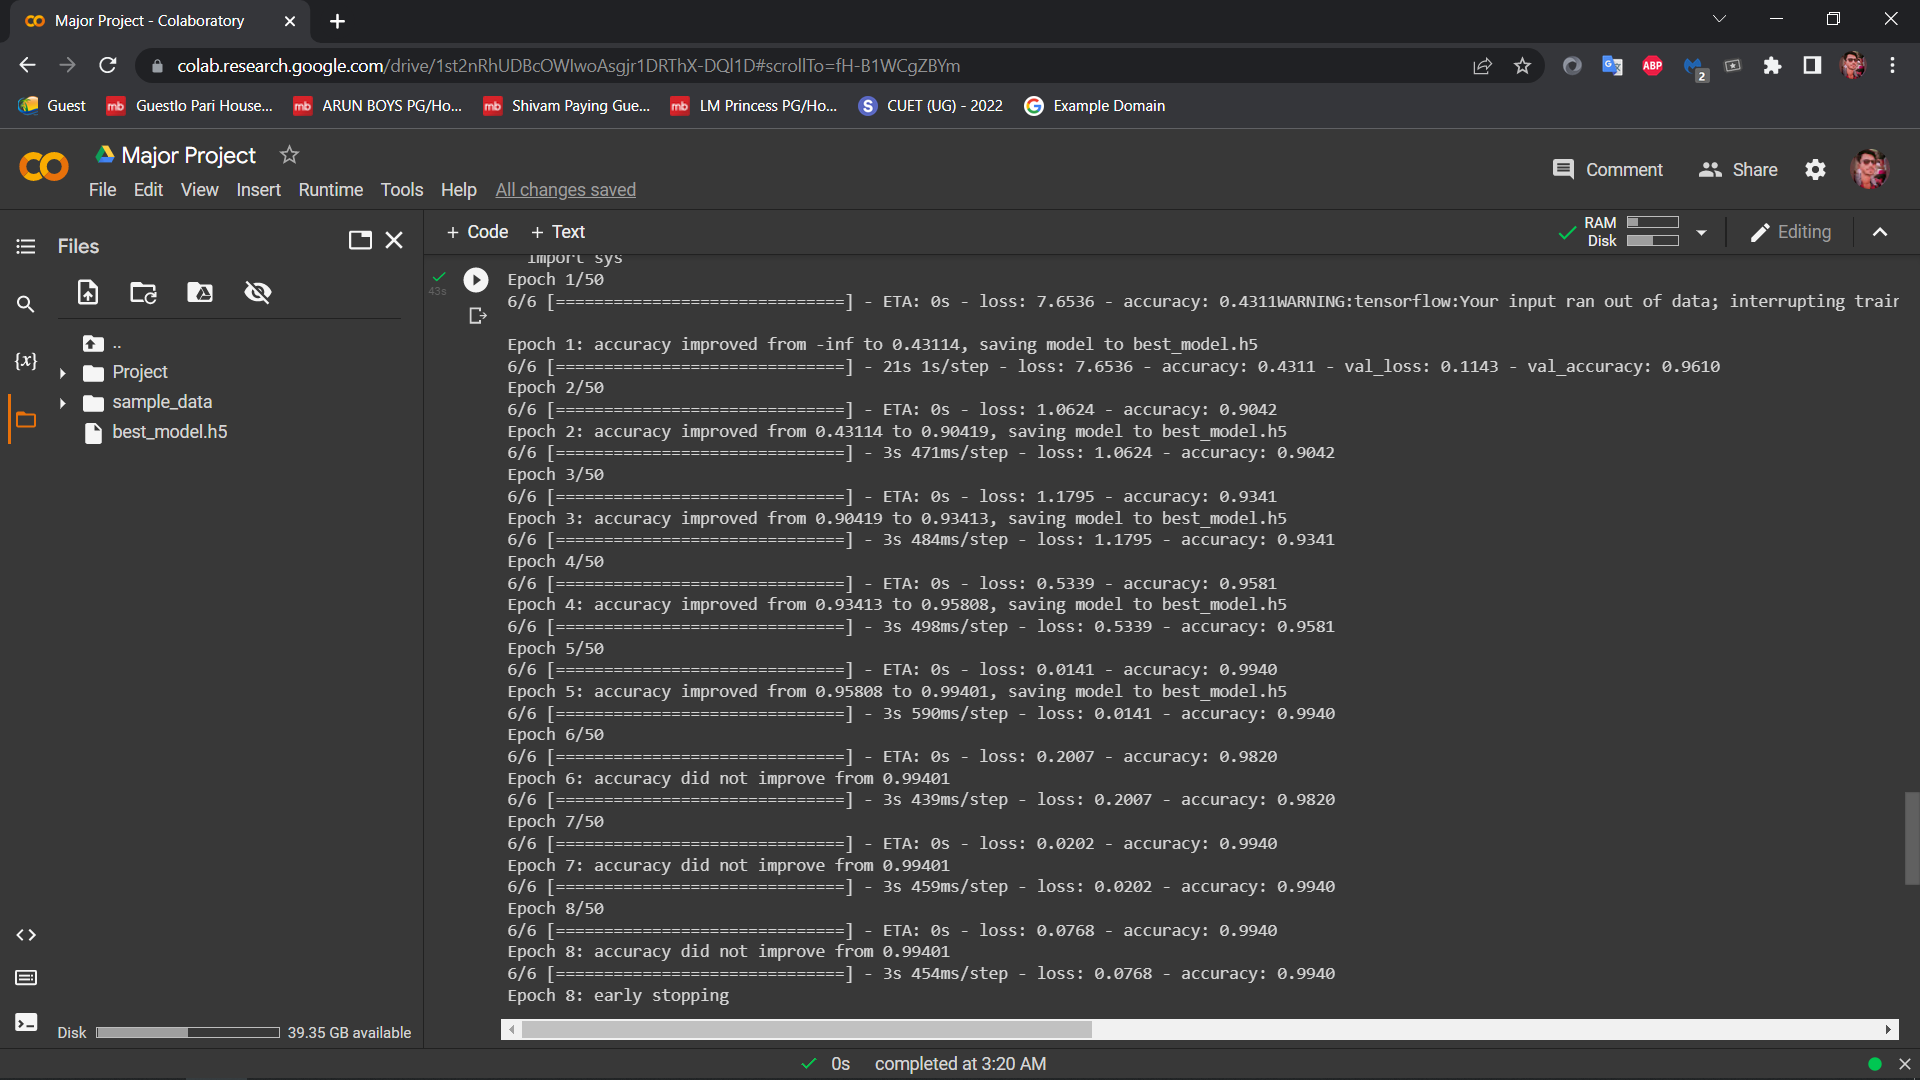 Major Project - Colaboratory
colab.research.google.com/drive/1st2nRhUDBcOWIwoAsgjr1DRThX-DQl1D#scrollTo=fH-B1WCgZBYm
ABP
2
Guest
mb Guestlo Pari House...
mb ARUN BOYS PG/Ho...
mb Shivam Paying Gue...
mb LM Princess PG/Ho...
S CUET (UG) - 2022
G Example Domain
Major Project
Comment
Share
File Edit View Insert Runtime Tools Help All changes saved
Files
+ Code + Text
RAM
Disk
Editing
..
Project
sample_data
best_model.h5
{x}
43s
import sys
Epoch 1/50
6/6 [==============================] - ETA: 0s - loss: 7.6536 - accuracy: 0.4311WARNING:tensorflow:Your input ran out of data; interrupting train
Epoch 1: accuracy improved from -inf to 0.43114, saving model to best_model.h5
6/6 [==============================] - 21s 1s/step - loss: 7.6536 - accuracy: 0.4311 - val_loss: 0.1143 - val_accuracy: 0.9610
Epoch 2/50
6/6 [==============================] - ETA: 0s - loss: 1.0624 - accuracy: 0.9042
Epoch 2: accuracy improved from 0.43114 to 0.90419, saving model to best_model.h5
6/6 [==============================] - 3s 471ms/step - loss: 1.0624 - accuracy: 0.9042
Epoch 3/50
6/6 [==============================] - ETA: 0s - loss: 1.1795 - accuracy: 0.9341
Epoch 3: accuracy improved from 0.90419 to 0.93413, saving model to best_model.h5
6/6 [==============================] - 3s 484ms/step - loss: 1.1795 - accuracy: 0.9341
Epoch 4/50
6/6 [==============================] - ETA: 0s - loss: 0.5339 - accuracy: 0.9581
Epoch 4: accuracy improved from 0.93413 to 0.95808, saving model to best_model.h5
6/6 [==============================] - 3s 498ms/step - loss: 0.5339 - accuracy: 0.9581
Epoch 5/50
6/6 [==============================] - ETA: 0s - loss: 0.0141 - accuracy: 0.9940
Epoch 5: accuracy improved from 0.95808 to 0.99401, saving model to best_model.h5
6/6 [==============================] - 3s 590ms/step - loss: 0.0141 - accuracy: 0.9940
Epoch 6/50
6/6 [==============================] - ETA: 0s - loss: 0.2007 - accuracy: 0.9820
Epoch 6: accuracy did not improve from 0.99401
6/6 [==============================] - 3s 439ms/step - loss: 0.2007 - accuracy: 0.9820
Epoch 7/50
6/6 [==============================] - ETA: 0s - loss: 0.0202 - accuracy: 0.9940
Epoch 7: accuracy did not improve from 0.99401
6/6 [==============================] - 3s 459ms/step - loss: 0.0202 - accuracy: 0.9940
Epoch 8/50
6/6 [==============================] - ETA: 0s - loss: 0.0768 - accuracy: 0.9940
Epoch 8: accuracy did not improve from 0.99401
6/6 [==============================] - 3s 454ms/step - loss: 0.0768 - accuracy: 0.9940
Epoch 8: early stopping
Disk 39.35 GB available
0s completed at 3:20 AM